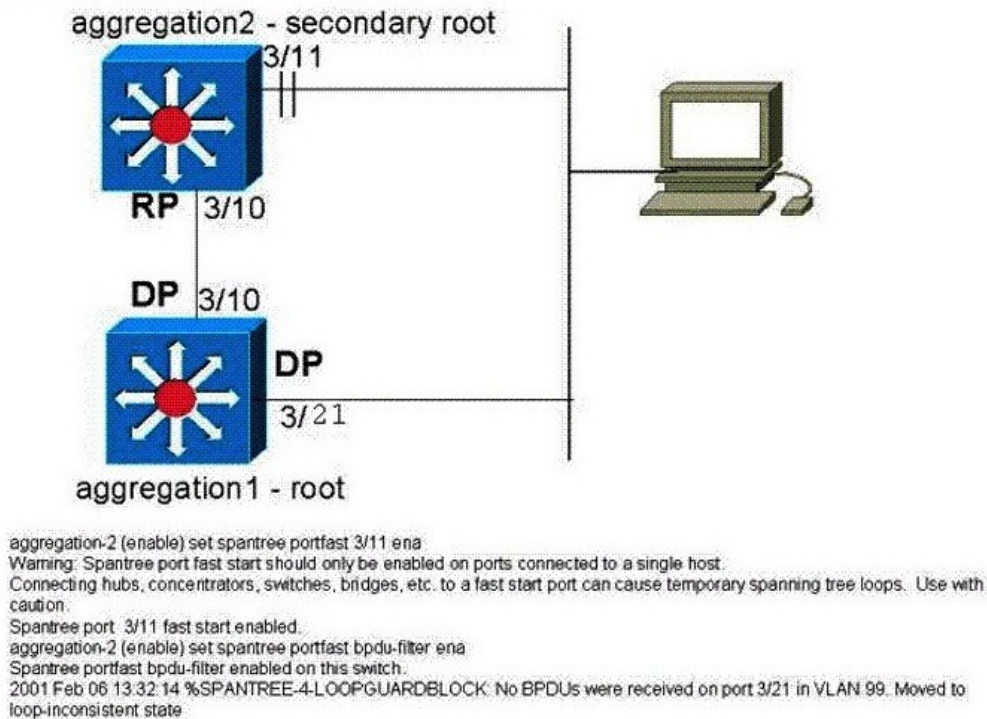 aggregation2 - secondary root
3/11
RP 3/10
DP 3/10
DP
3/21
aggregation1 - root
aggregation-2 (enable) set spantree portfast 3/11 ena
Warning: Spantree port fast start should only be enabled on ports connected to a single host.
Connecting hubs, concentrators, switches, bridges, etc. to a fast start port can cause temporary spanning tree loops. Use with
caution.
Spantree port 3/11 fast start enabled.
aggregation-2 (enable) set spantree portfast bpdu-filter ena
Spantree portfast bpdu-filter enabled on this switch.
2001 Feb 06 13:32:14 %SPANTREE-4-LOOPGUARDBLOCK: No BPDUs were received on port 3/21 in VLAN 99. Moved to
loop-inconsistent state